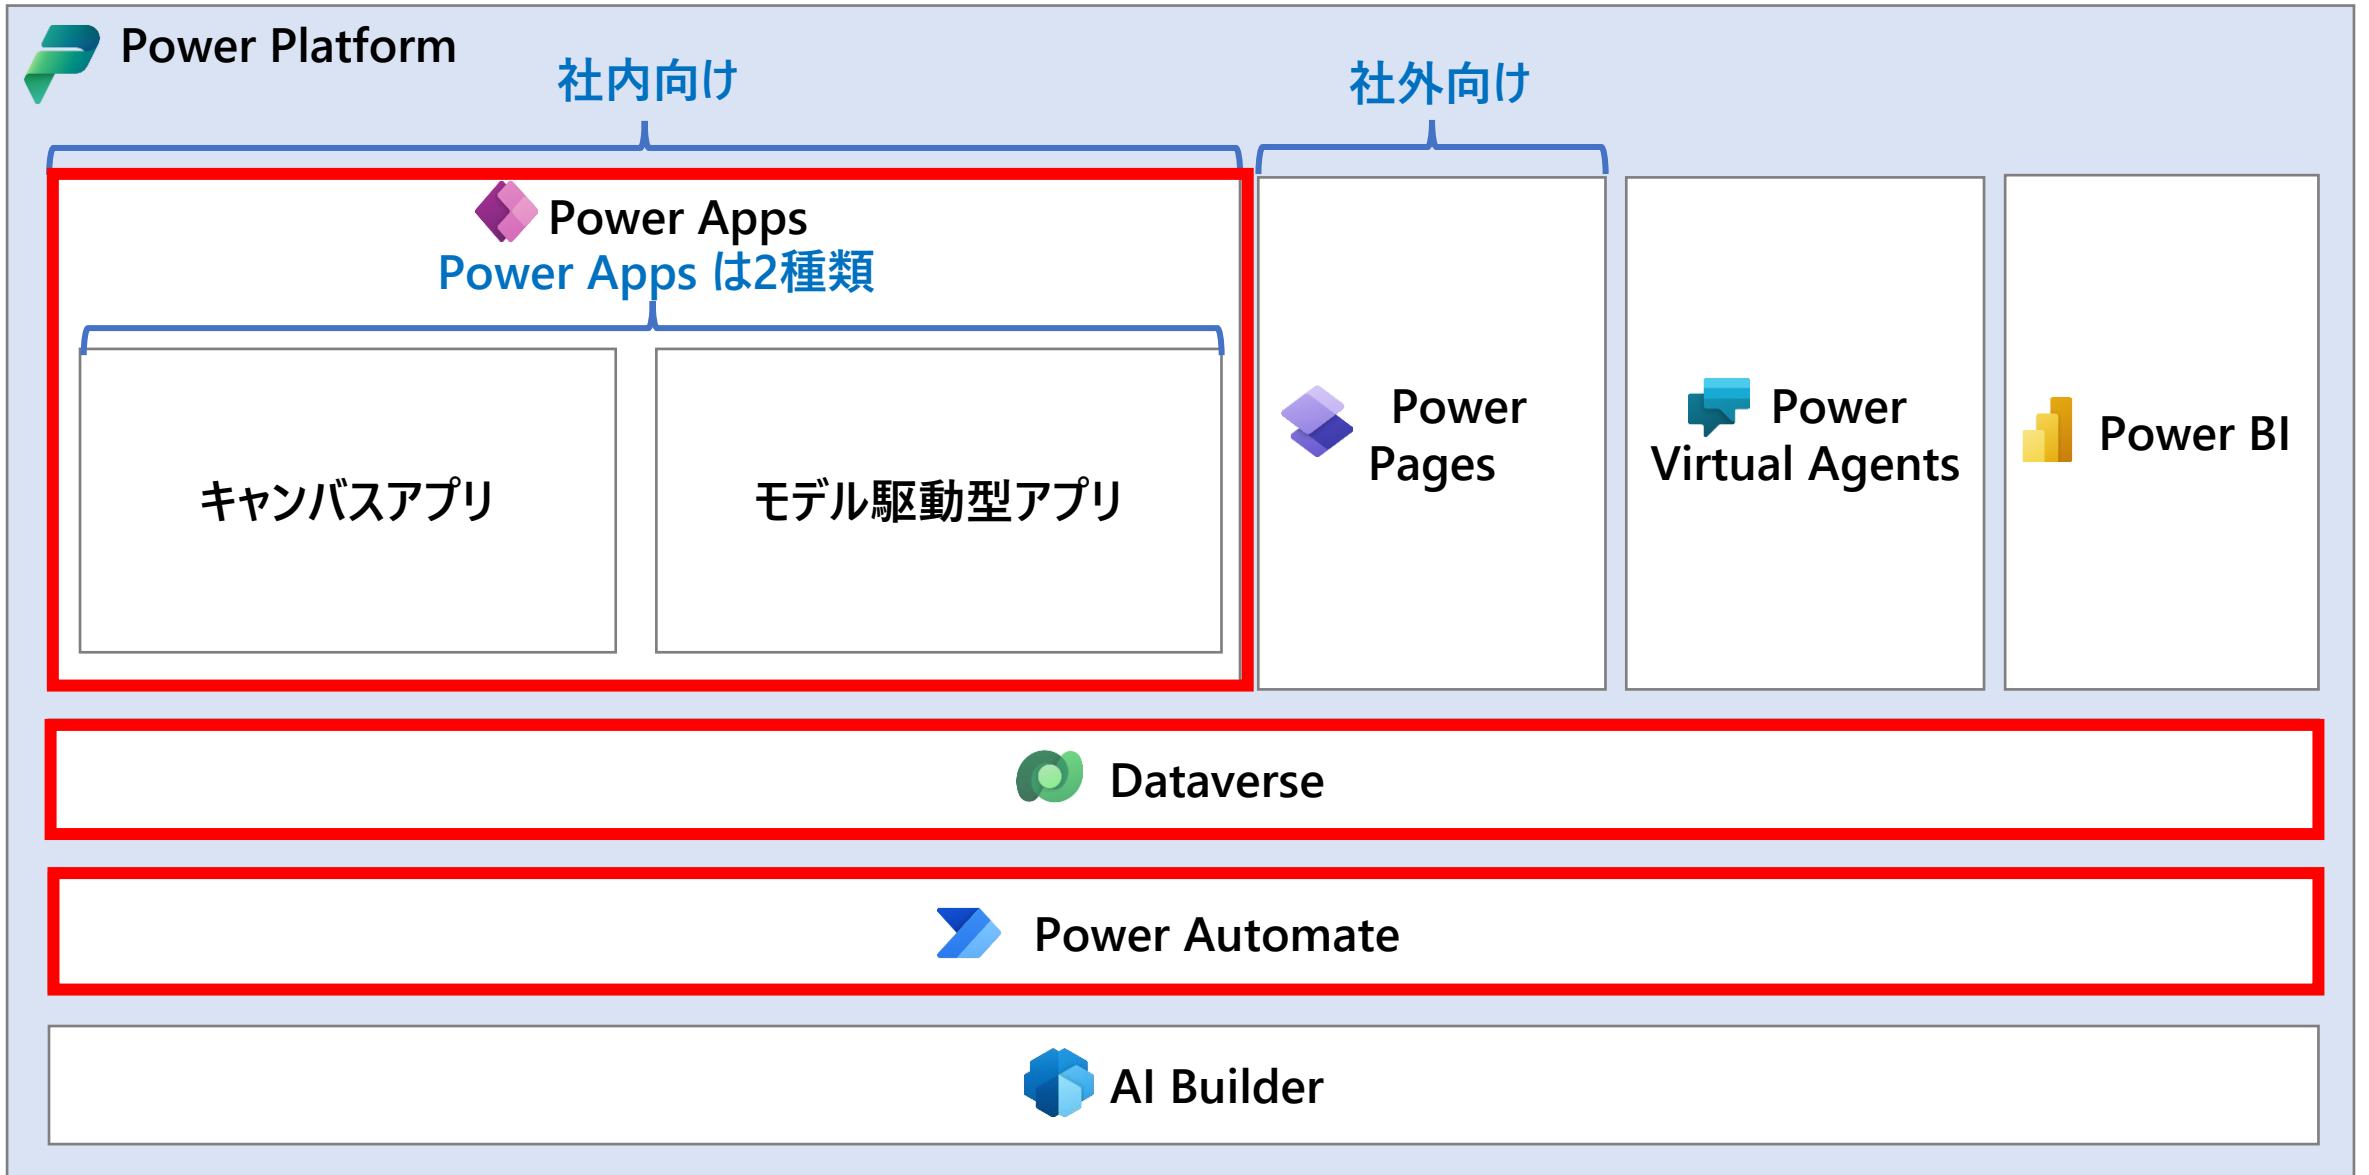 Power Platform
社内向け
社外向け
Power Apps
Power Apps は2種類
キャンバスアプリ
モデル駆動型アプリ
Power
Pages
Power
Virtual Agents
Power BI
Dataverse
Power Automate
AI Builder